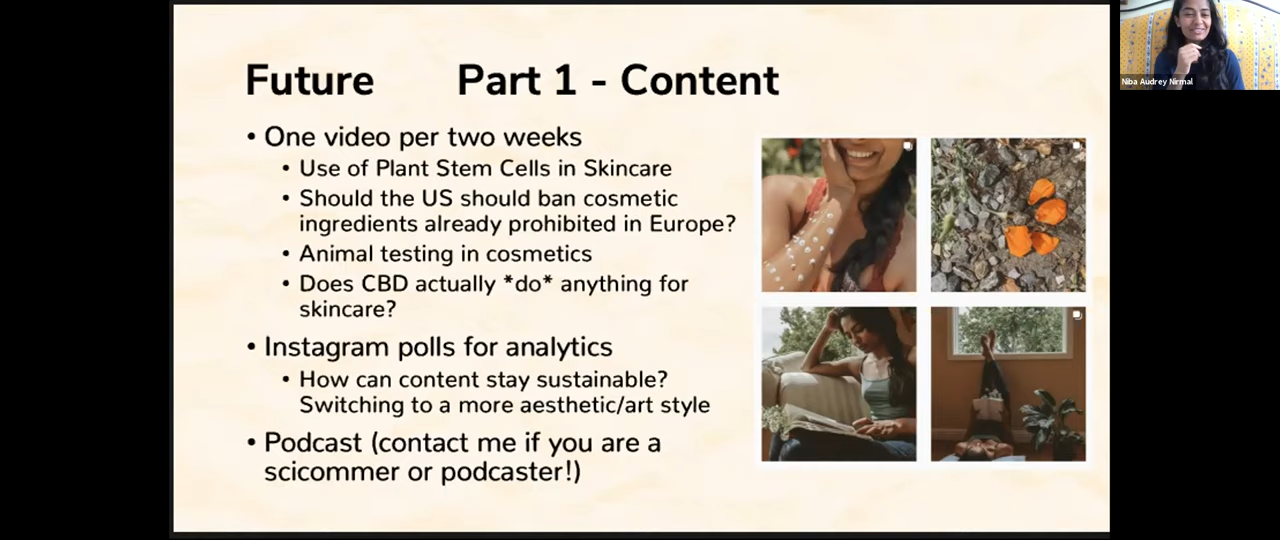 Future Part 1 - Content
• One video per two weeks
• Use of Plant Stem Cells in Skincare
• Should the US should ban cosmetic
ingredients already prohibited in Europe?
• Animal testing in cosmetics
• Does CBD actually *do* anything for
skincare?
• Instagram polls for analytics
• How can content stay sustainable?
Switching to a more aesthetic/art style
• Podcast (contact me if you are a
scicommer or podcaster!)
Niba Audrey Nirmal